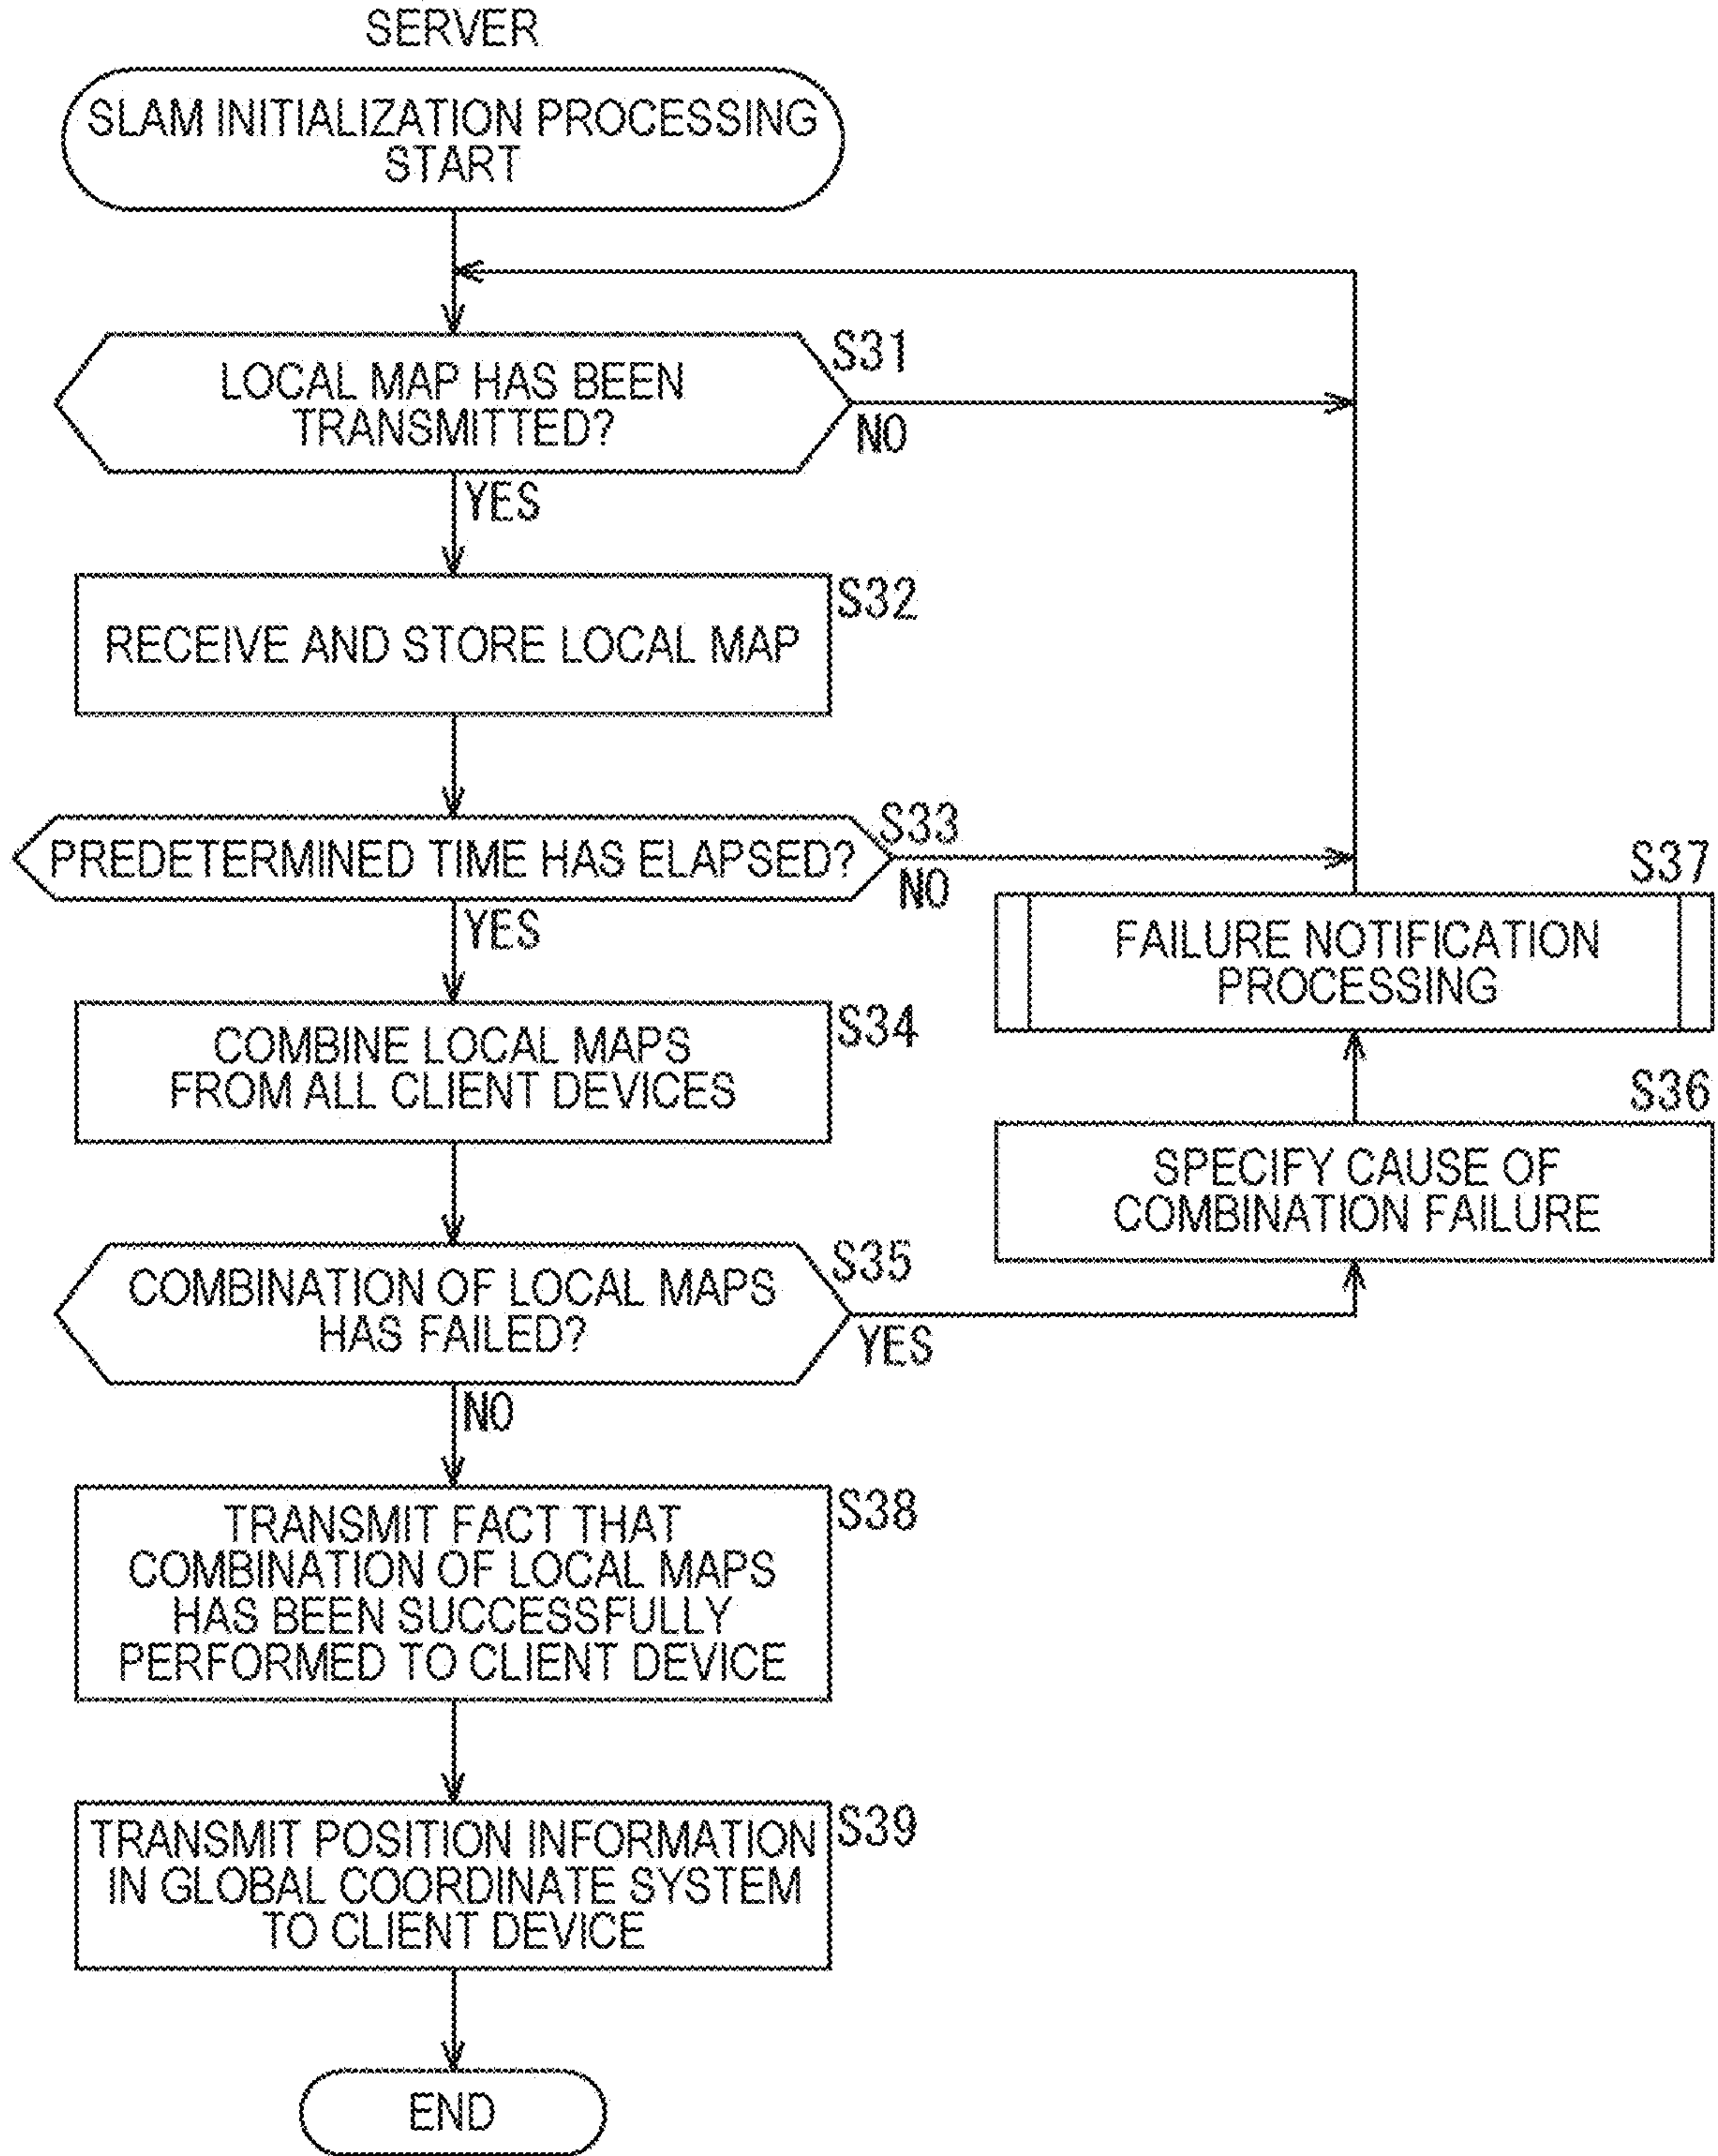 SERVER
SLAM INITIALIZATION PROCESSING
START
S31
LOCAL MAP HAS BEEN
TRANSMITTED?
NO
YES
S32
RECEIVE AND STORE LOCAL MAP
S33
PREDETERMINED TIME HAS ELAPSED?
NO
YES
S34
COMBINE LOCAL MAPS
FROM ALL CLIENT DEVICES
S35
COMBINATION OF LOCAL MAPS
HAS FAILED?
YES
NO
S36
SPECIFY CAUSE OF
COMBINATION FAILURE
S37
FAILURE NOTIFICATION
PROCESSING
S38
TRANSMIT FACT THAT
COMBINATION OF LOCAL MAPS
HAS BEEN SUCCESSFULLY
PERFORMED TO CLIENT DEVICE
S39
TRANSMIT POSITION INFORMATION
IN GLOBAL COORDINATE SYSTEM
TO CLIENT DEVICE
END